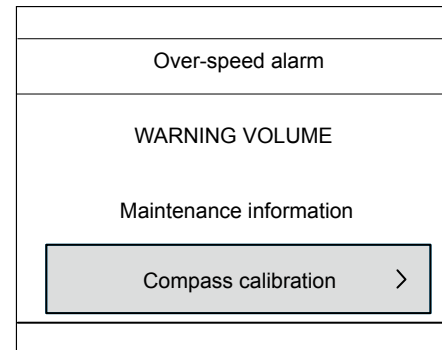 Over-speed alarm
WARNING VOLUME
Maintenance information
Compass calibration